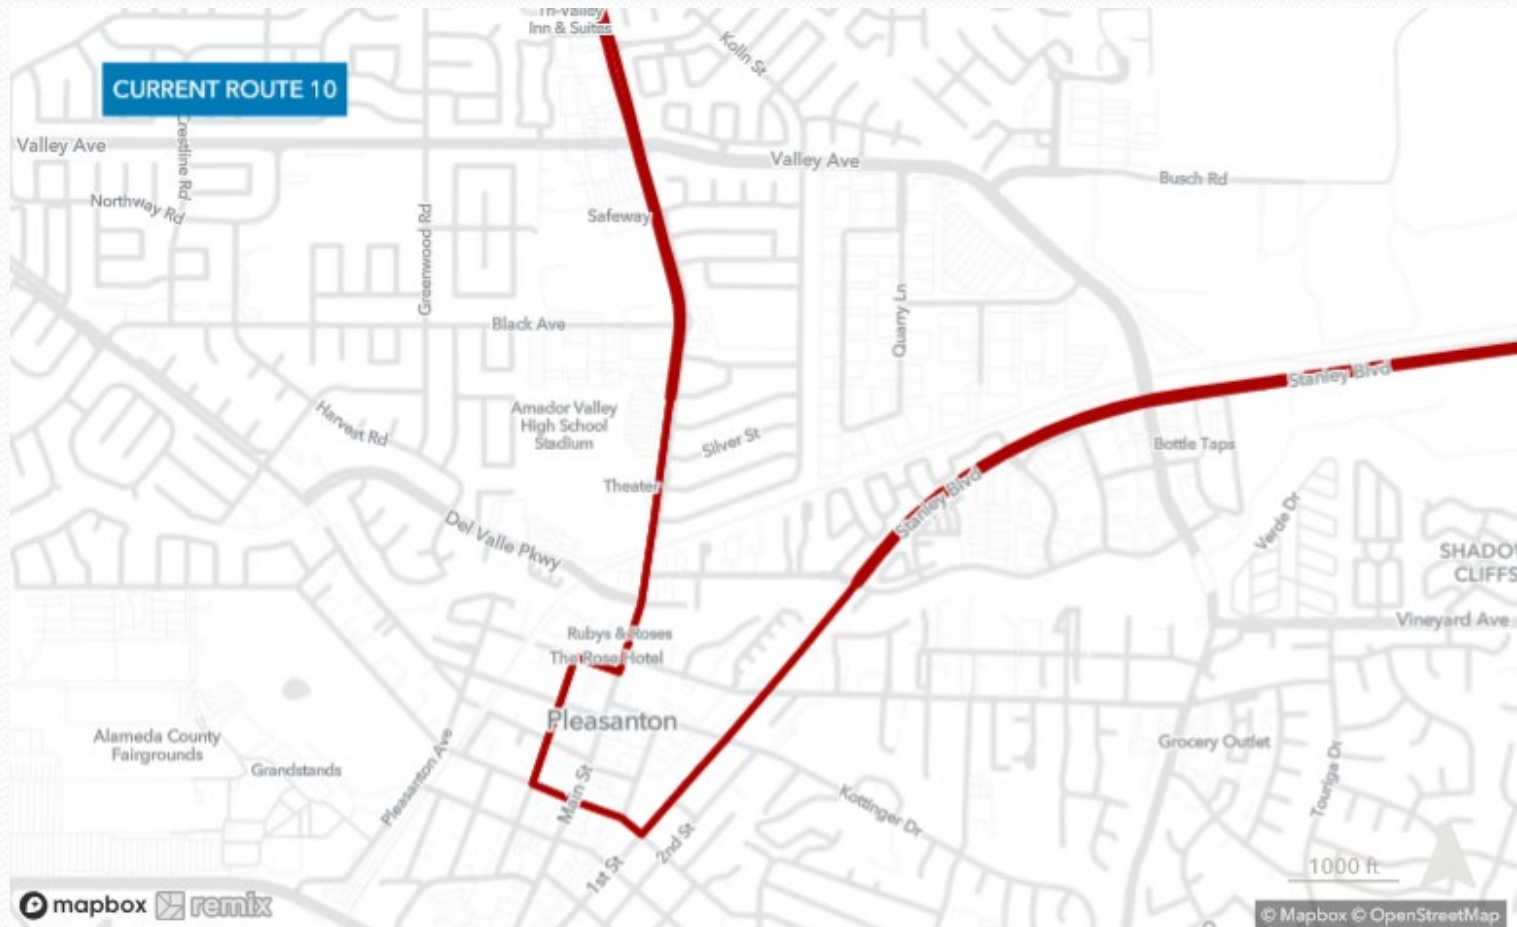 Tri-Valley
Inn & Suites
Kolln St
CURRENT ROUTE 10
Crestline Rd
Valley Ave
Valley Ave
Busch Rd
Northway Rd
Safeway
Greenwood Rd
Quarry Ln
Black Ave
Stanley Blvd
Amador Valley
High School
Stadium
Harvest Rd
Silver St
Bottle Taps
Theater
Stanley Blvd
Verde Dr
Del Valle Pkwy
SHADOW
CLIFFS
Vineyard Ave
Rubys & Roses
The Rose Hotel
Pleasanton
Alameda County
Fairgrounds
Grandstands
Pleasanton Ave
Main St
Grocery Outlet
Touriga Dr
Kottinger Dr
2nd St
1st St
1000 ft
mapbox remix
© Mapbox © OpenStreetMap